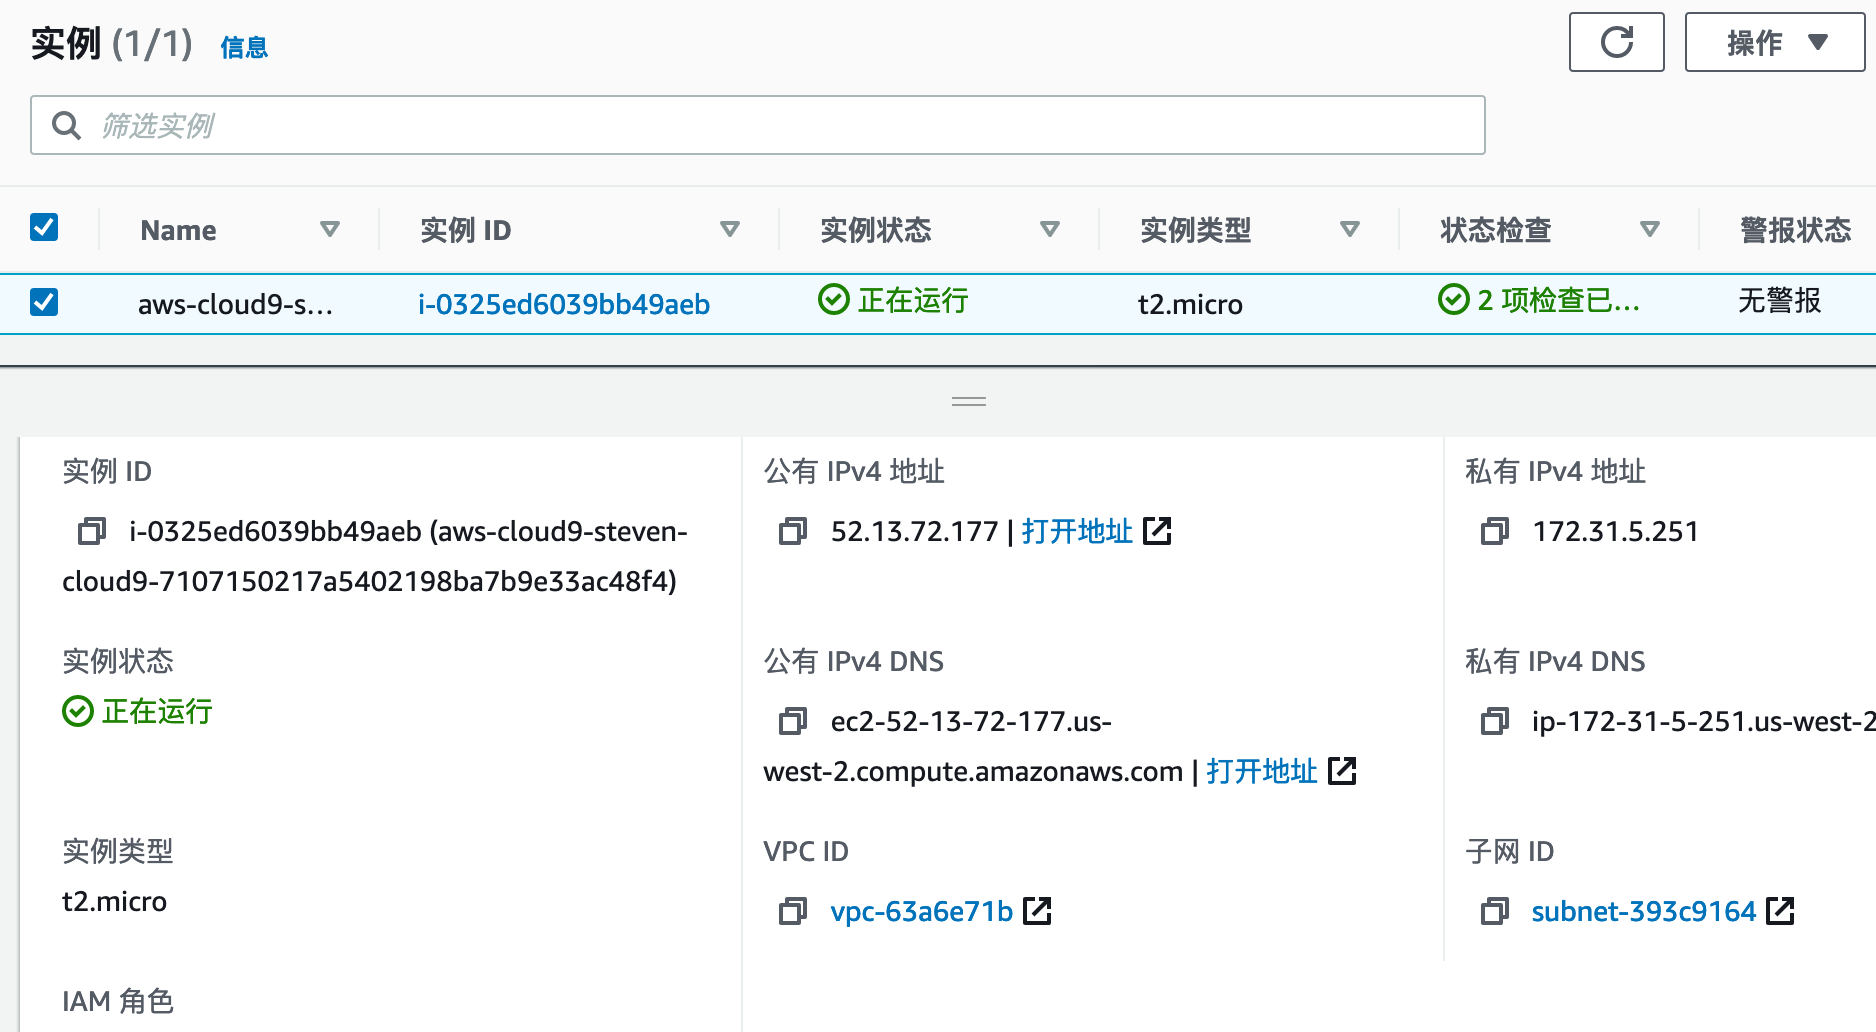 实例 (1/1) 信息
操作
筛选实例
Name 实例 ID 实例状态 实例类型 状态检查 警报状态
aws-cloud9-s... i-0325ed6039bb49aeb 正在运行 t2.micro 2 项检查已... 无警报
实例 ID
i-0325ed6039bb49aeb (aws-cloud9-steven-
cloud9-7107150217a5402198ba7b9e33ac48f4)
公有 IPv4 地址
52.13.72.177 | 打开地址
私有 IPv4 地址
172.31.5.251
实例状态
正在运行
公有 IPv4 DNS
ec2-52-13-72-177.us-
west-2.compute.amazonaws.com | 打开地址
私有 IPv4 DNS
ip-172-31-5-251.us-west-2
实例类型
t2.micro
VPC ID
vpc-63a6e71b
子网 ID
subnet-393c9164
IAM 角色